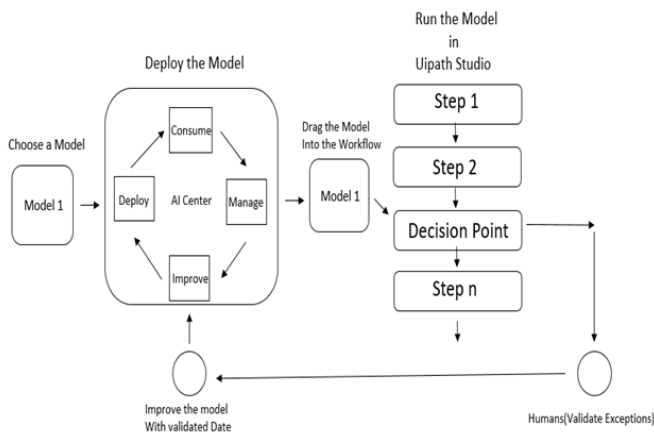 Run the Model
in
Uipath Studio
Deploy the Model
Step 1
Consume
Choose a Model
Drag the Model
Into the Workflow
Step 2
Model 1
Deploy
AI Center
Manage
Model 1
Decision Point
Improve
Step n
Improve the model
With validated Date
Humans(Validate Exceptions)